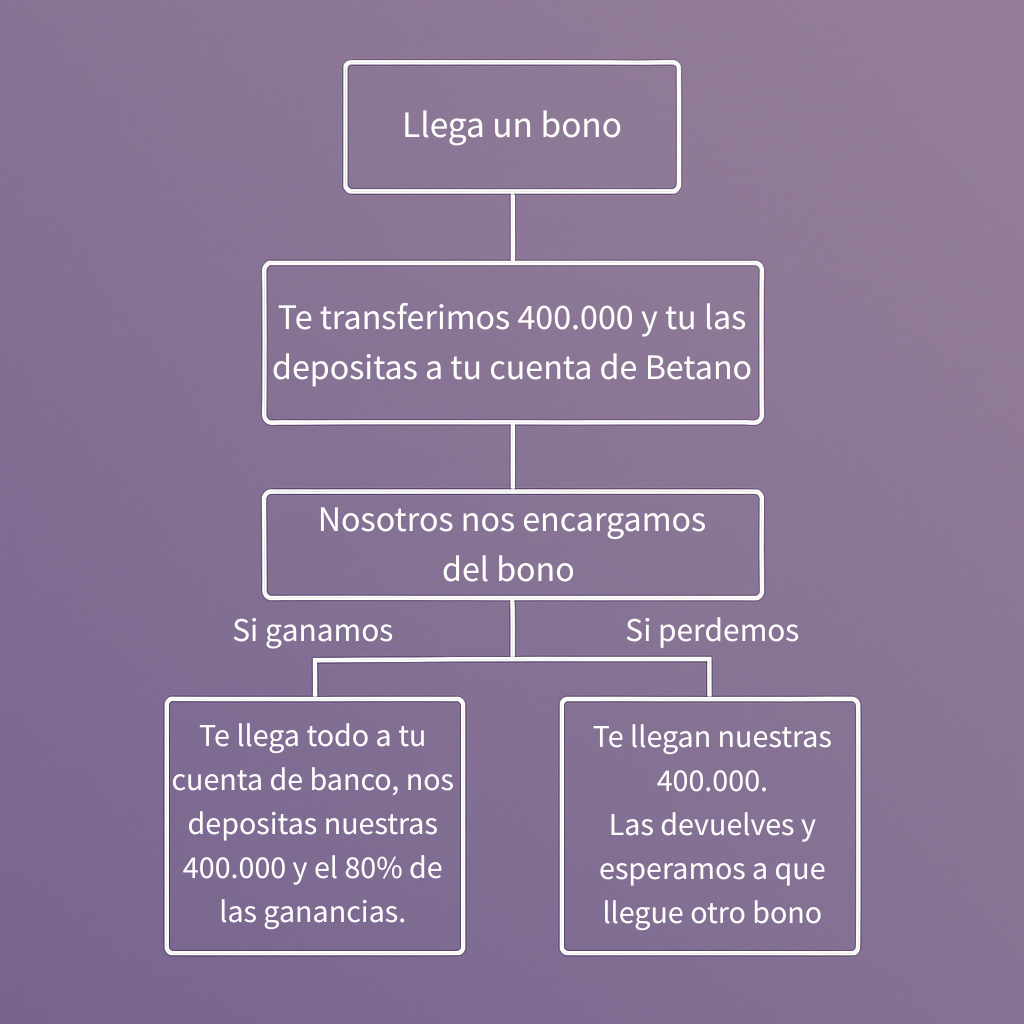 Llega un bono
Te transferimos 400.000 y tu las
depositas a tu cuenta de Betano
Nosotros nos encargamos
del bono
Si ganamos
Si perdemos
Te llega todo a tu
cuenta de banco, nos
depositas nuestras
400.000 y el 80% de
las ganancias.
Te llegan nuestras
400.000.
Las devuelves y
esperamos a que
llegue otro bono